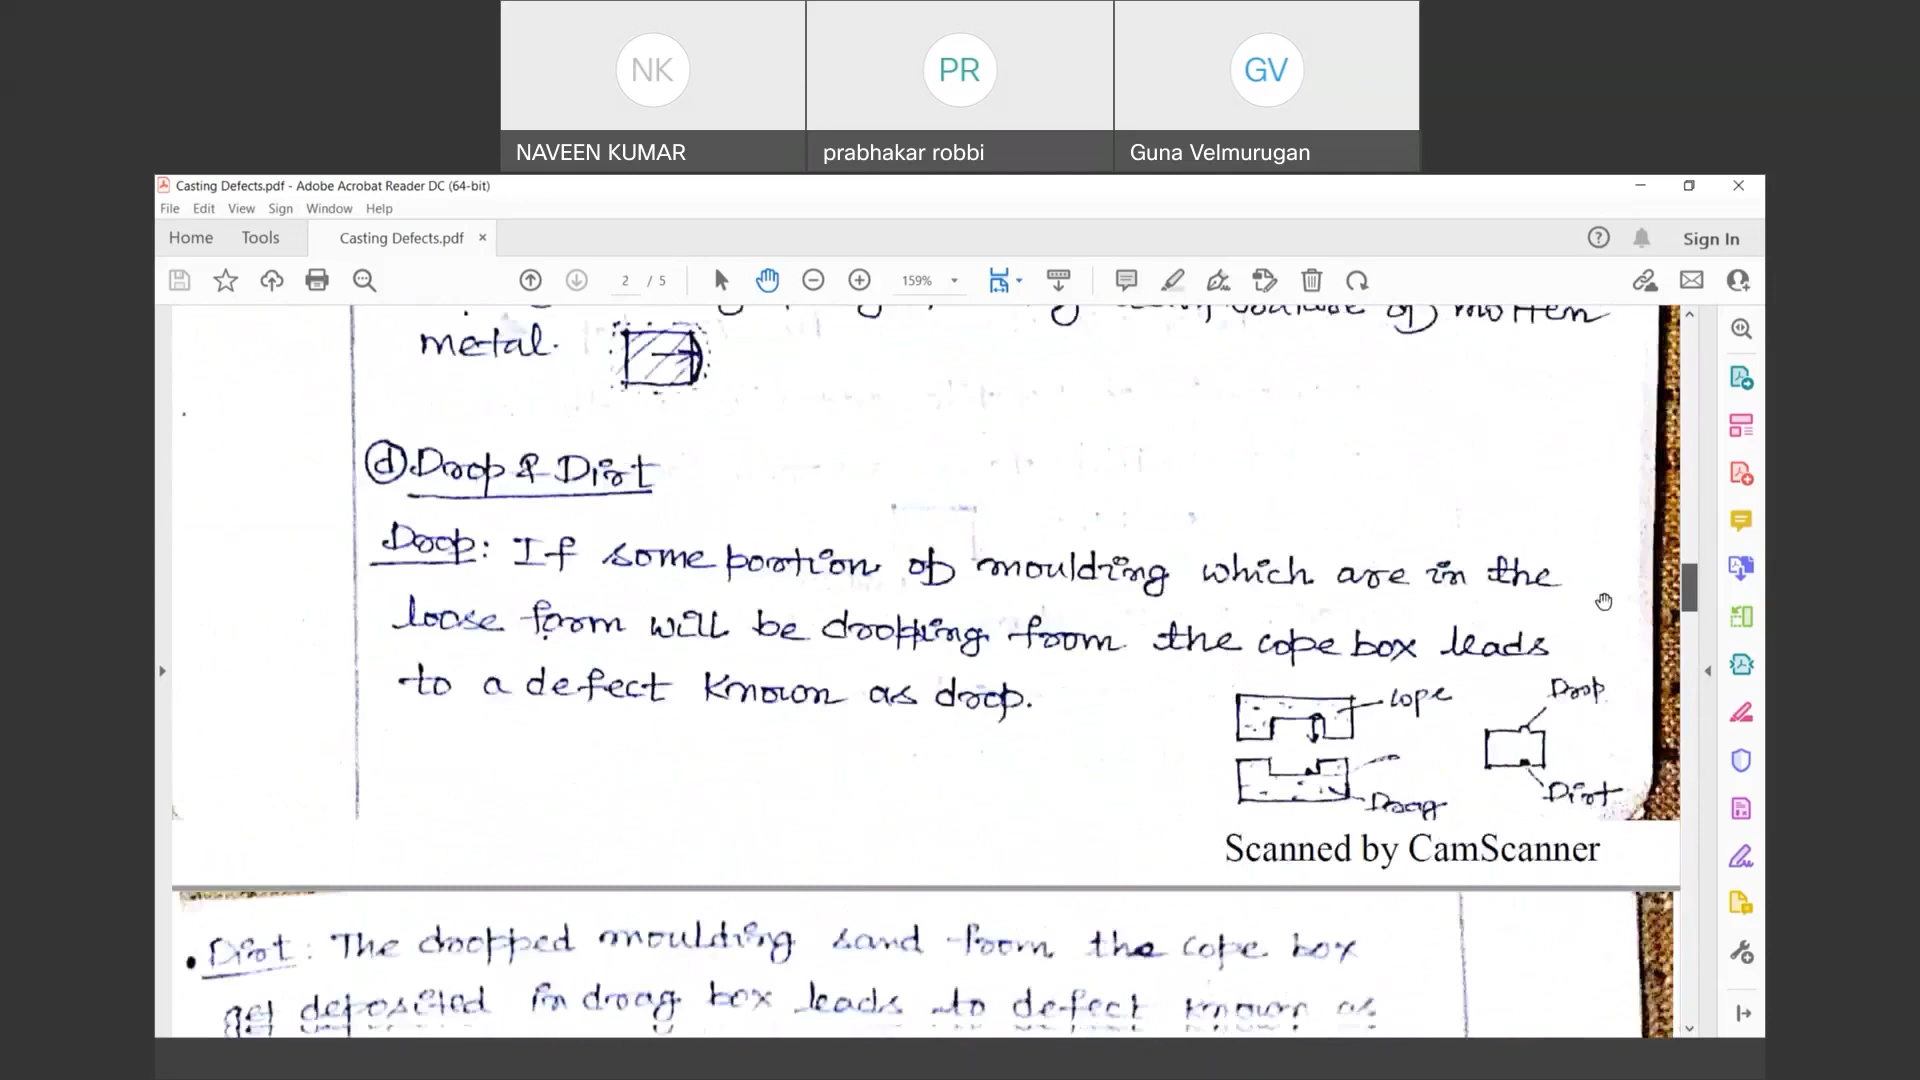 NK
PR
GV
NAVEEN KUMAR
prabhakar robbi
Guna Velmurugan
Casting Defects.pdf - Adobe Acrobat Reader DC (64-bit)
File Edit View Sign Window Help
Home Tools Casting Defects.pdf × Sign In
2 / 5 159%
of molten
metal.
(d) Drop & Dirt
Drop: If some portion of moulding which are in the
loose form will be dropping from the cope box leads
to a defect known as drop.
Cope
Drop
Drag
Dirt
Scanned by CamScanner
• Dirt: The dropped moulding sand from the cope box
get deposited in drag box leads to defect known as